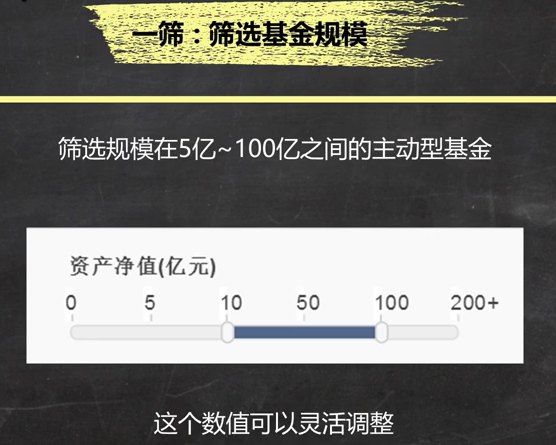 一筛：筛选基金规模
筛选规模在5亿~100亿之间的主动型基金
资产净值(亿元)
0 5 10 50 100 200+
这个数值可以灵活调整